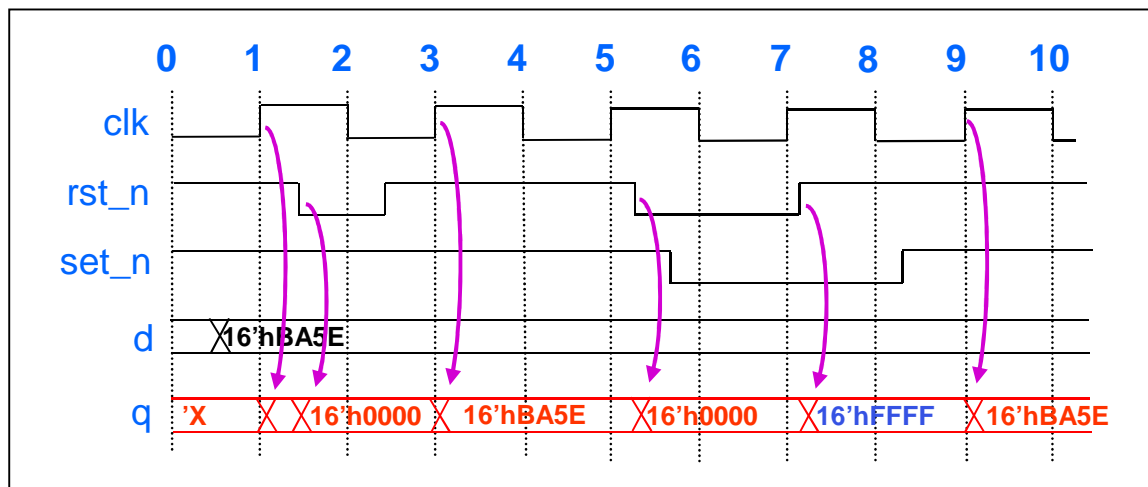 0 1 2 3 4 5 6 7 8 9 10
clk
rst_n
set_n
d 16'hBA5E
q 'X 16'h0000 16'hBA5E 16'h0000 16'hFFFF 16'hBA5E